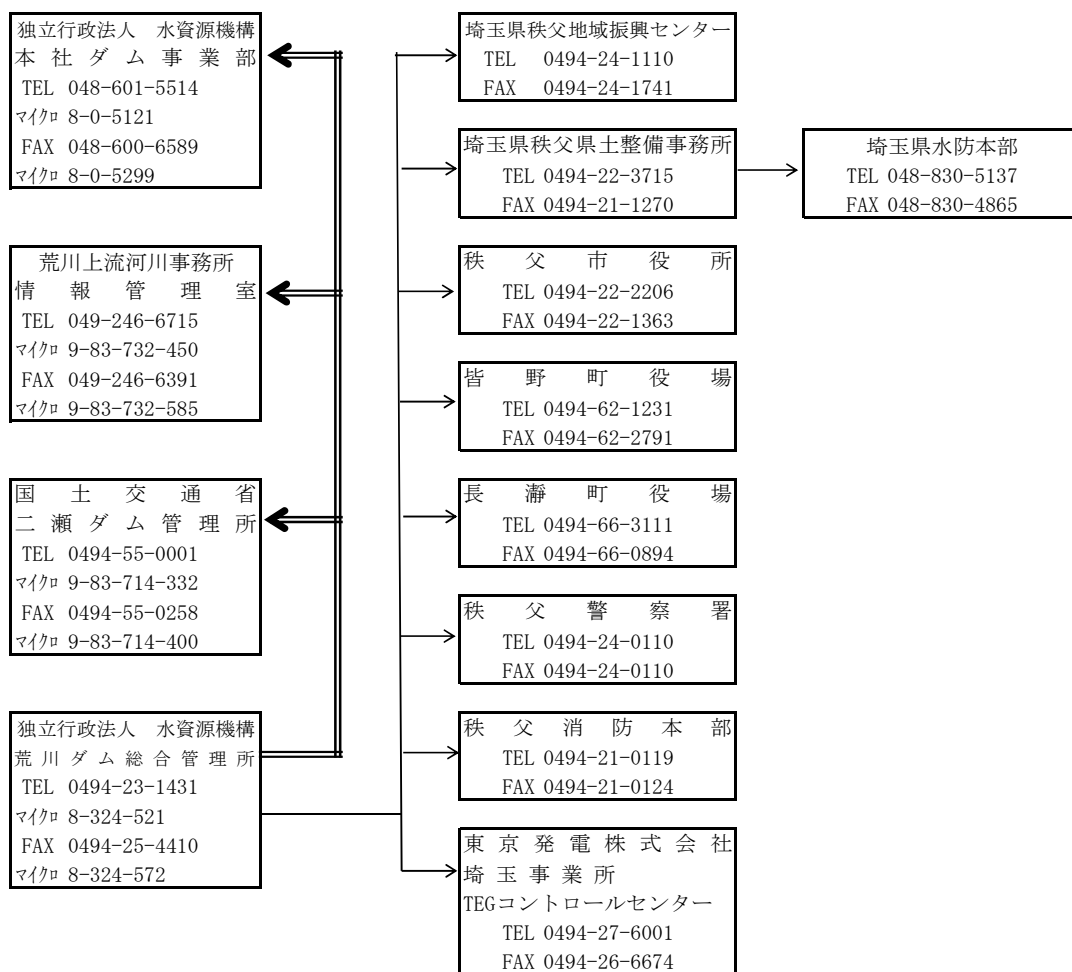 独立行政法人　水資源機構
本社ダム事業部
TEL 048-601-5514
ﾏｲｸﾛ 8-0-5121
FAX 048-600-6589
ﾏｲｸﾛ 8-0-5299
荒川上流河川事務所
情報管理室
TEL 049-246-6715
ﾏｲｸﾛ 9-83-732-450
FAX 049-246-6391
ﾏｲｸﾛ 9-83-732-585
国土交通省
二瀬ダム管理所
TEL 0494-55-0001
ﾏｲｸﾛ 9-83-714-332
FAX 0494-55-0258
ﾏｲｸﾛ 9-83-714-400
独立行政法人　水資源機構
荒川ダム総合管理所
TEL 0494-23-1431
ﾏｲｸﾛ 8-324-521
FAX 0494-25-4410
ﾏｲｸﾛ 8-324-572
埼玉県秩父地域振興センター
TEL 0494-24-1110
FAX 0494-24-1741
埼玉県秩父県土整備事務所
TEL 0494-22-3715
FAX 0494-21-1270
埼玉県水防本部
TEL 048-830-5137
FAX 048-830-4865
秩父市役所
TEL 0494-22-2206
FAX 0494-22-1363
皆野町役場
TEL 0494-62-1231
FAX 0494-62-2791
長瀞町役場
TEL 0494-66-3111
FAX 0494-66-0894
秩父警察署
TEL 0494-24-0110
FAX 0494-24-0110
秩父消防本部
TEL 0494-21-0119
FAX 0494-21-0124
東京発電株式会社
埼玉事業所
TEGコントロールセンター
TEL 0494-27-6001
FAX 0494-26-6674